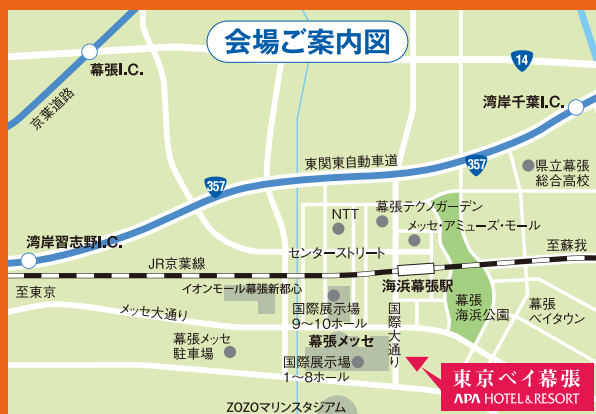 会場ご案内図
14
幕張I.C.
京葉道路
湾岸千葉I.C.
東関東自動車道
357
県立幕張
総合高校
357
NTT
幕張テクノガーデン
メッセ・アミューズ・モール
湾岸習志野I.C.
センターストリート
至蘇我
JR京葉線
海浜幕張駅
至東京
イオンモール幕張新都心
メッセ大通り
国際展示場
9〜10ホール
国際大通り
幕張
海浜公園
幕張
ベイタウン
幕張メッセ
駐車場
幕張メッセ
国際展示場
1〜8ホール
東京ベイ幕張
APA HOTEL&RESORT
ZOZOマリンスタジアム